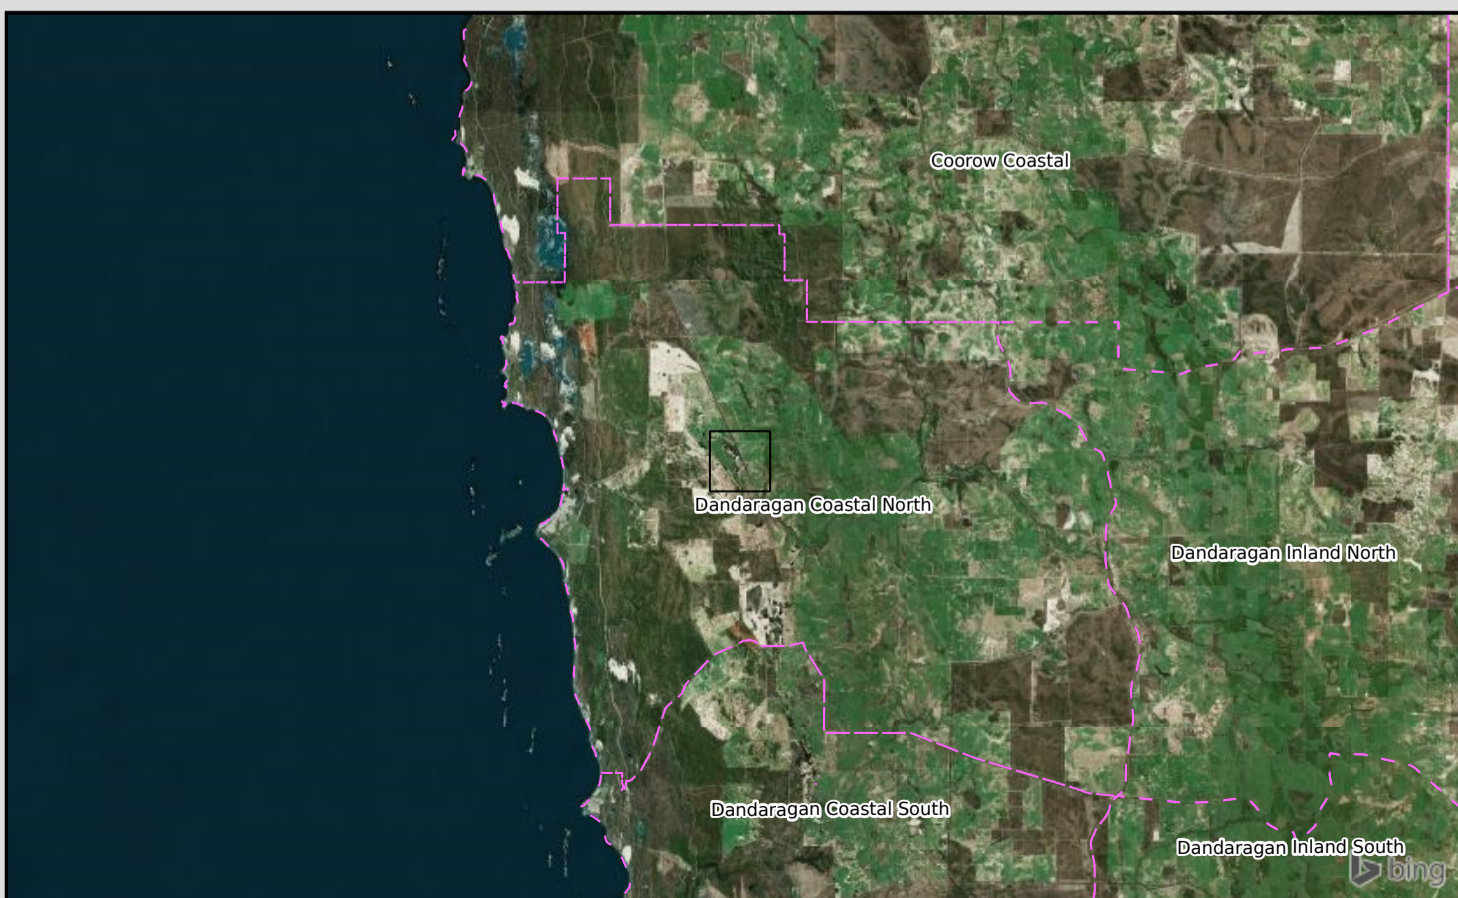 Coorow Coastal
Dandaragan Coastal North
Dandaragan Inland North
Dandaragan Coastal South
Dandaragan Inland South
bing